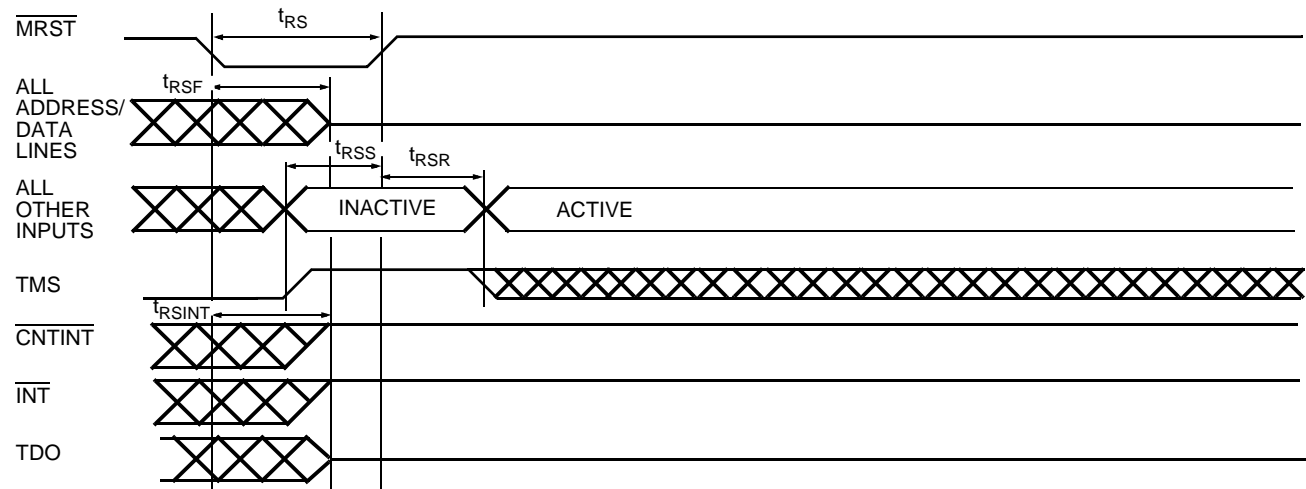 MRST
tRS
ALL
ADDRESS/
DATA
LINES
tRSF
tRSS
tRSR
ALL
OTHER
INPUTS
INACTIVE
ACTIVE
TMS
tRSINT
CNTINT
INT
TDO